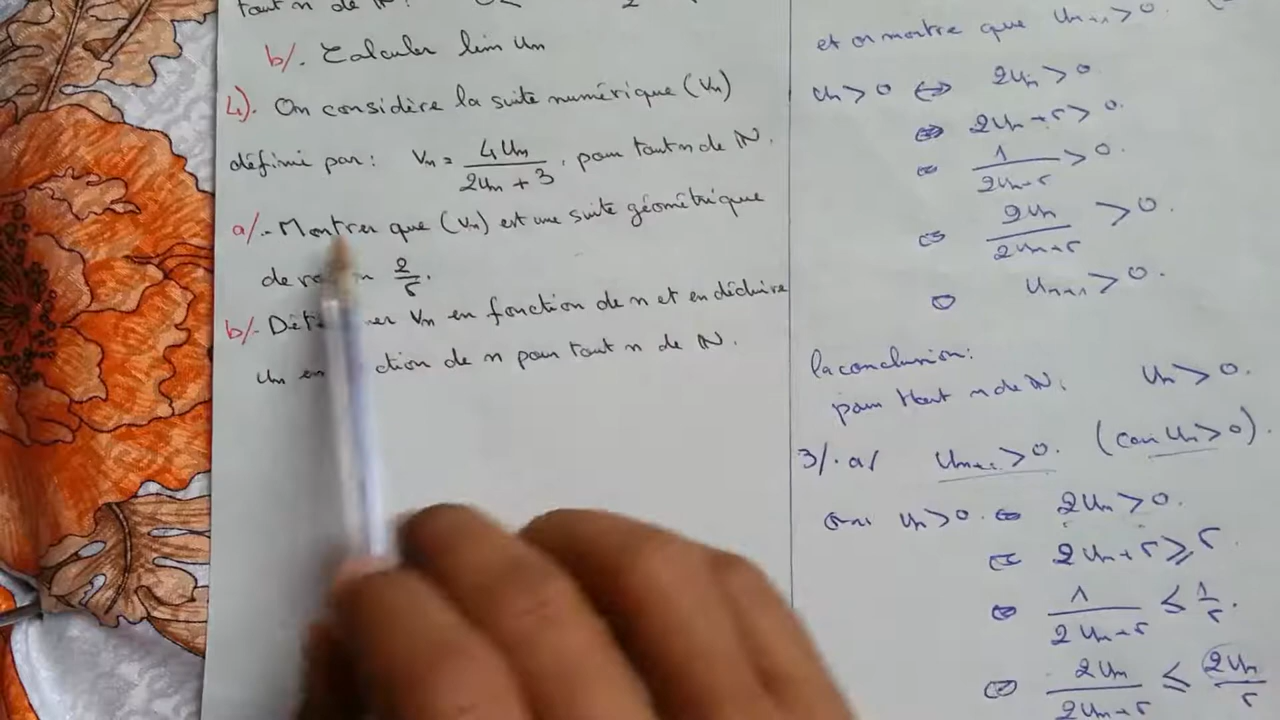 tout n de N.
b/. Calculer lim Un
4). On considère la suite numérique (Vn)
définie par : Vn = 4Un / (2Un + 3), pour tout n de N.
a/. Montrer que (Vn) est une suite géométrique
de 2/5.
b/. Vn en fonction de n et en déduire
Un en n pour tout n de N.
et on montre que Un+1 > 0.
Un > 0 ⟺ 2Un > 0
⟺ 2Un + 5 > 0.
⟺ 1 / (2Un + 5) > 0.
⟺ 2Un / (2Un + 5) > 0.
⟺ Un+1 > 0.
la conclusion :
pour tout n de N. Un > 0.
3/. a/ Un+1 > 0. (car Un > 0).
Un > 0 ⟺ 2Un > 0.
⟺ 2Un + 5 ≥ 5.
⟺ 1 / (2Un + 5) ≤ 1/5.
⟺ 2Un / (2Un + 5) ≤ 2Un / 5